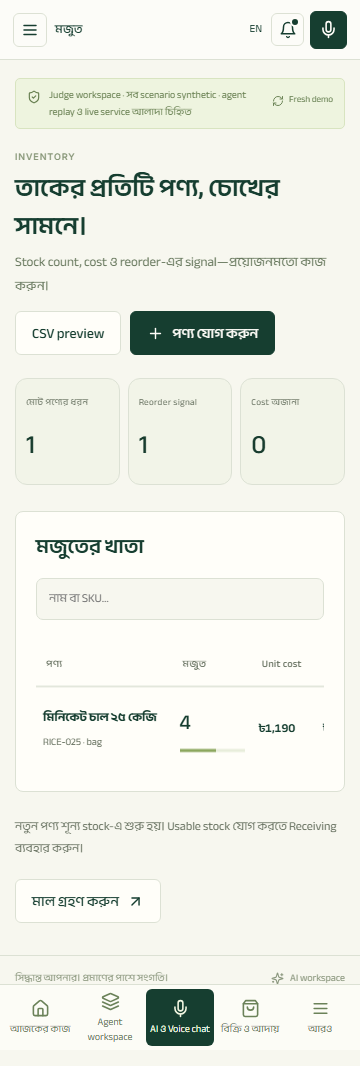 মজুত
EN
Judge workspace · সব scenario synthetic · agent
replay ও live service আলাদা চিহ্নিত
Fresh demo
INVENTORY
তাকের প্রতিটি পণ্য, চোখের
সামনে।
Stock count, cost ও reorder-এর signal—প্রয়োজনমতো কাজ
করুন।
CSV preview
পণ্য যোগ করুন
মোট পণ্যের ধরন
Reorder signal
Cost অজানা
1
1
0
মজুতের খাতা
নাম বা SKU...
পণ্য
মজুত
Unit cost
মিনিকেট চাল ২৫ কেজি
4
৳1,190
RICE-025 · bag
নতুন পণ্য শূন্য stock-এ শুরু হয়। Usable stock যোগ করতে Receiving
ব্যবহার করুন।
মাল গ্রহণ করুন
সিদ্ধান্ত আপনার। প্রমাণের পাশে সংগতি।
AI workspace
আজকের কাজ
Agent
workspace
AI ও Voice chat
বিক্রি ও আদায়
আরও